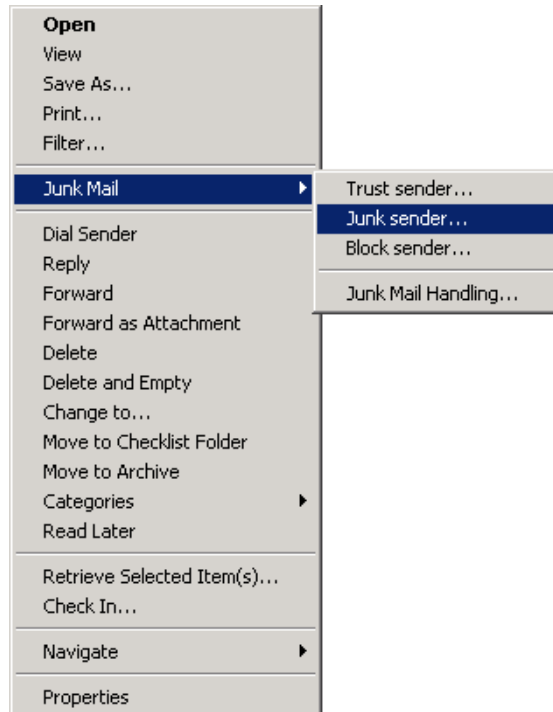 Open
View
Save As...
Print...
Filter...
Junk Mail
Trust sender...
Junk sender...
Block sender...
Junk Mail Handling...
Dial Sender
Reply
Forward
Forward as Attachment
Delete
Delete and Empty
Change to...
Move to Checklist Folder
Move to Archive
Categories
Read Later
Retrieve Selected Item(s)...
Check In...
Navigate
Properties